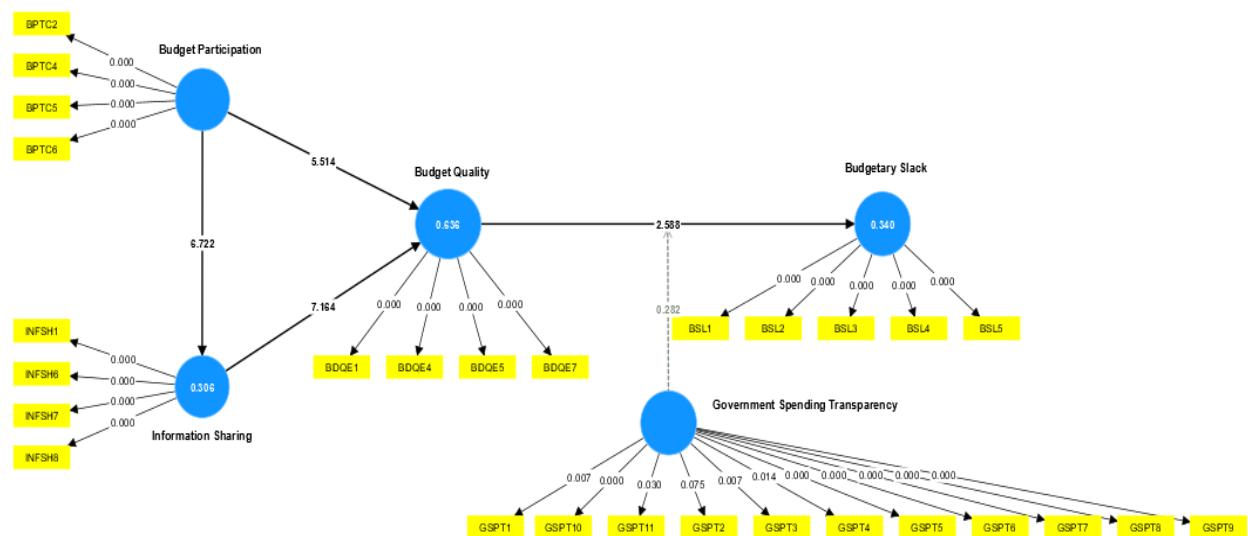 BPTC2
Budget Participation
0.000
BPTC4
0.000
BPTC5
0.000
0.000
BPTC6
5.514
Budget Quality
Budgetary Slack
0.636
2.588
0.340
6.722
0.000
0.000
0.000
0.000
0.000
0.000
0.000
0.000
0.000
7.164
0.282
INFSH1
BSL1
BSL2
BSL3
BSL4
BSL5
0.000
INFSH6
0.000
BDQE1
BDQE4
BDQE5
BDQE7
0.306
INFSH7
0.000
0.000
Government Spending Transparency
Information Sharing
INFSH8
0.007
0.000
0.030
0.075
0.007
0.014
0.000
0.000
0.000
0.000
0.000
GSPT1
GSPT10
GSPT11
GSPT2
GSPT3
GSPT4
GSPT5
GSPT6
GSPT7
GSPT8
GSPT9